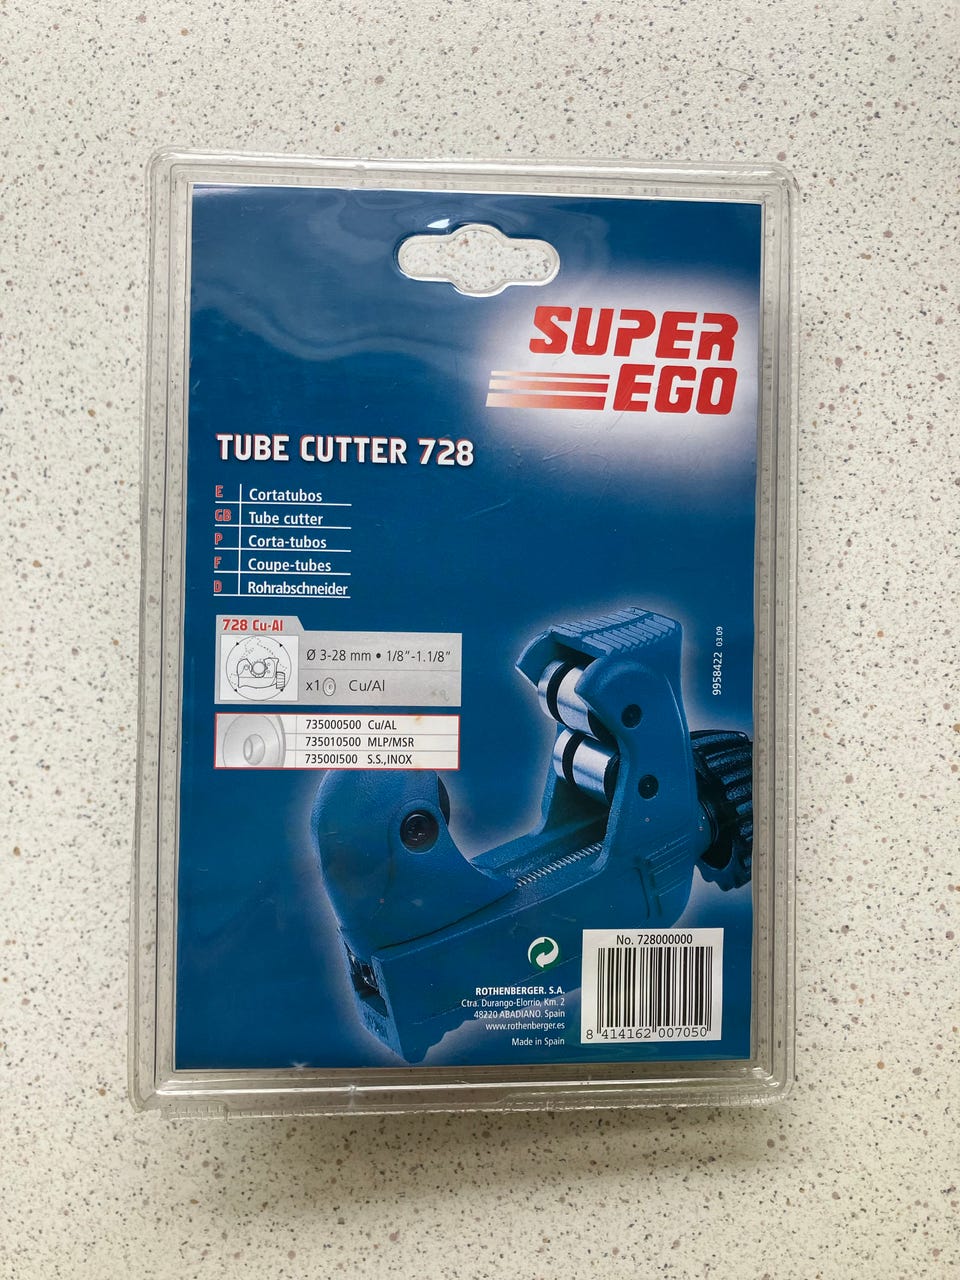 SUPER
EGO
TUBE CUTTER 728
E Cortatubos
GB Tube cutter
P Corta-tubos
F Coupe-tubes
D Rohrabschneider
728 Cu-Al
Ø 3-28 mm • 1/8"-1.1/8"
x1 Cu/Al
735000500 Cu/AL
735010500 MLP/MSR
73500I500 S.S.,INOX
9958422 03.09
No. 728000000
8 414162 007050
ROTHENBERGER. S.A.
Ctra. Durango-Elorrio, Km. 2
48220 ABADIANO. Spain
www.rothenberger.es
Made in Spain